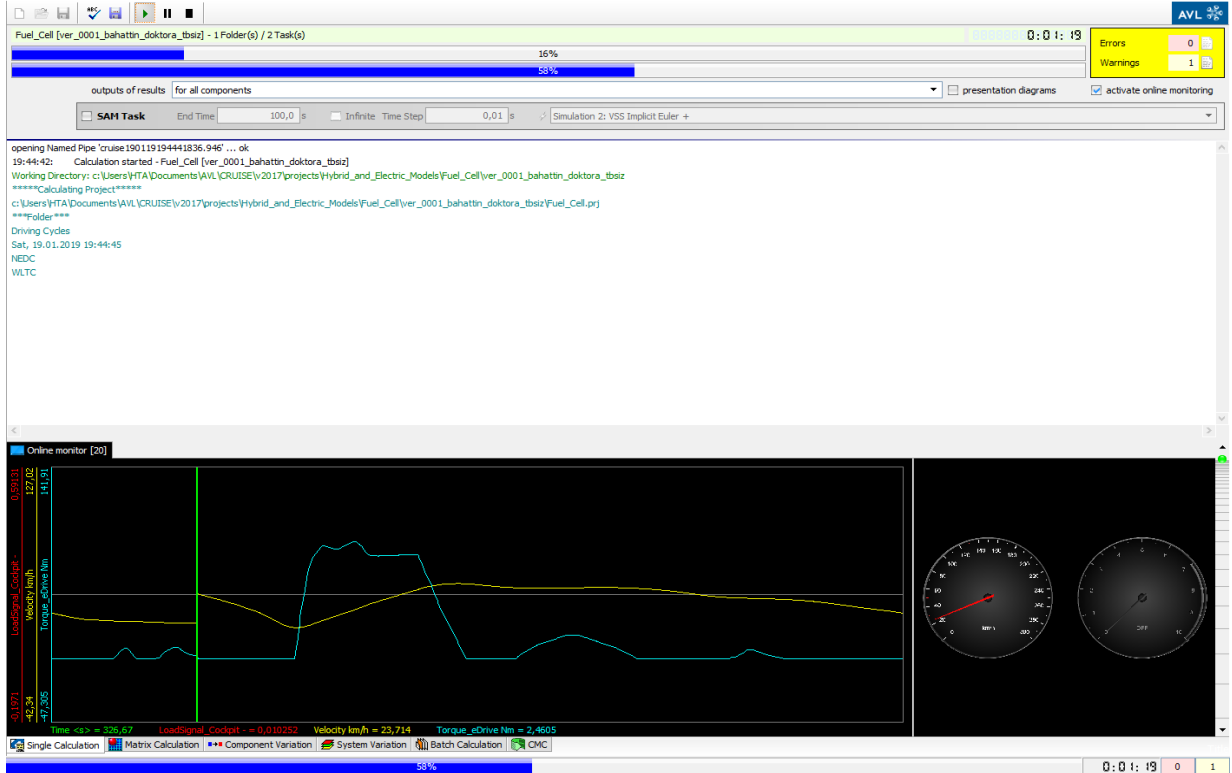 AVL
Fuel_Cell [ver_0001_bahattin_doktora_tbsiz] - 1 Folder(s) / 2 Task(s)
0:01:19
Errors 0
16%
Warnings 1
58%
outputs of results for all components presentation diagrams activate online monitoring
SAM Task End Time 100,0 s Infinite Time Step 0,01 s Simulation 2: VSS Implicit Euler +
opening Named Pipe 'cruise190119194441836.946' ... ok
19:44:42: Calculation started - Fuel_Cell [ver_0001_bahattin_doktora_tbsiz]
Working Directory: c:\Users\HTA\Documents\AVL\CRUISE\v2017\projects\Hybrid_and_Electric_Models\Fuel_Cell\ver_0001_bahattin_doktora_tbsiz
*****Calculating Project*****
c:\Users\HTA\Documents\AVL\CRUISE\v2017\projects\Hybrid_and_Electric_Models\Fuel_Cell\ver_0001_bahattin_doktora_tbsiz\Fuel_Cell.prj
***Folder***
Driving Cycles
Sat, 19.01.2019 19:44:45
NEDC
WLTC
Online monitor [20]
-0,1971 LoadSignal_Cockpit - 0,59131
-42,34 Velocity km/h 127,02
-47,305 Torque_eDrive Nm 141,91
km/h
OFF
Time <s> = 326,67 LoadSignal_Cockpit - = 0,010252 Velocity km/h = 23,714 Torque_eDrive Nm = 2,4605
Single Calculation Matrix Calculation Component Variation System Variation Batch Calculation CMC
58% 0:01:19 0 1